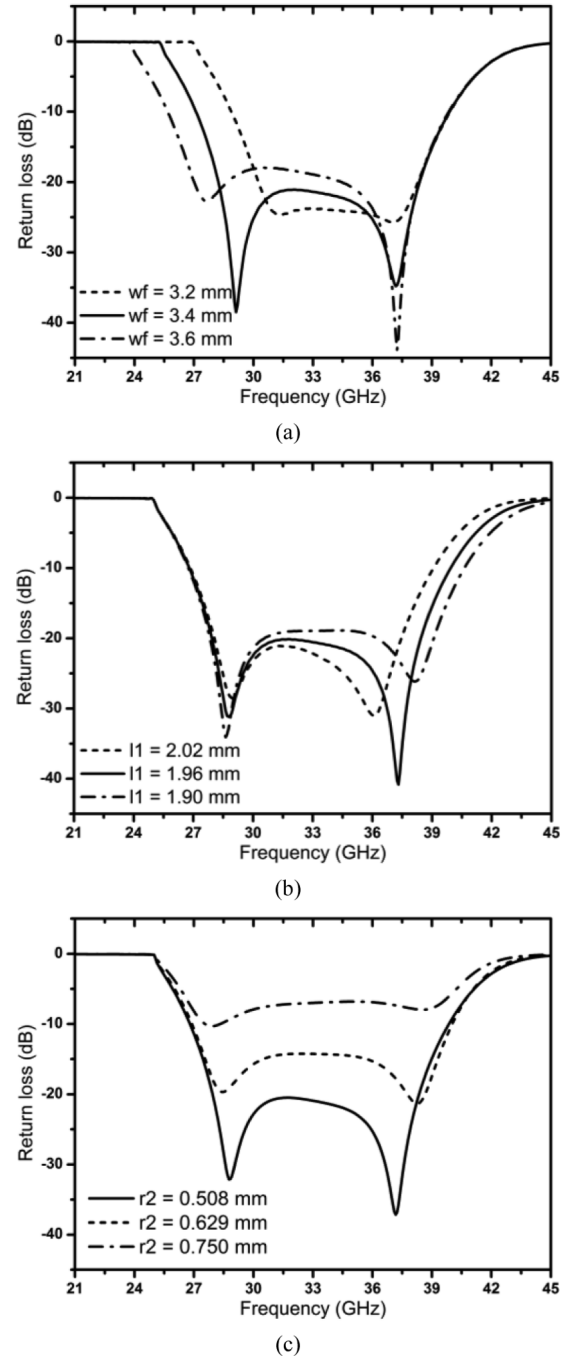 0
-10
-20
-30
-40
Return loss (dB)
wf = 3.2 mm
wf = 3.4 mm
wf = 3.6 mm
21 24 27 30 33 36 39 42 45
Frequency (GHz)
(a)
0
-10
-20
-30
-40
Return loss (dB)
l1 = 2.02 mm
l1 = 1.96 mm
l1 = 1.90 mm
21 24 27 30 33 36 39 42 45
Frequency (GHz)
(b)
0
-10
-20
-30
-40
Return loss (dB)
r2 = 0.508 mm
r2 = 0.629 mm
r2 = 0.750 mm
21 24 27 30 33 36 39 42 45
Frequency (GHz)
(c)